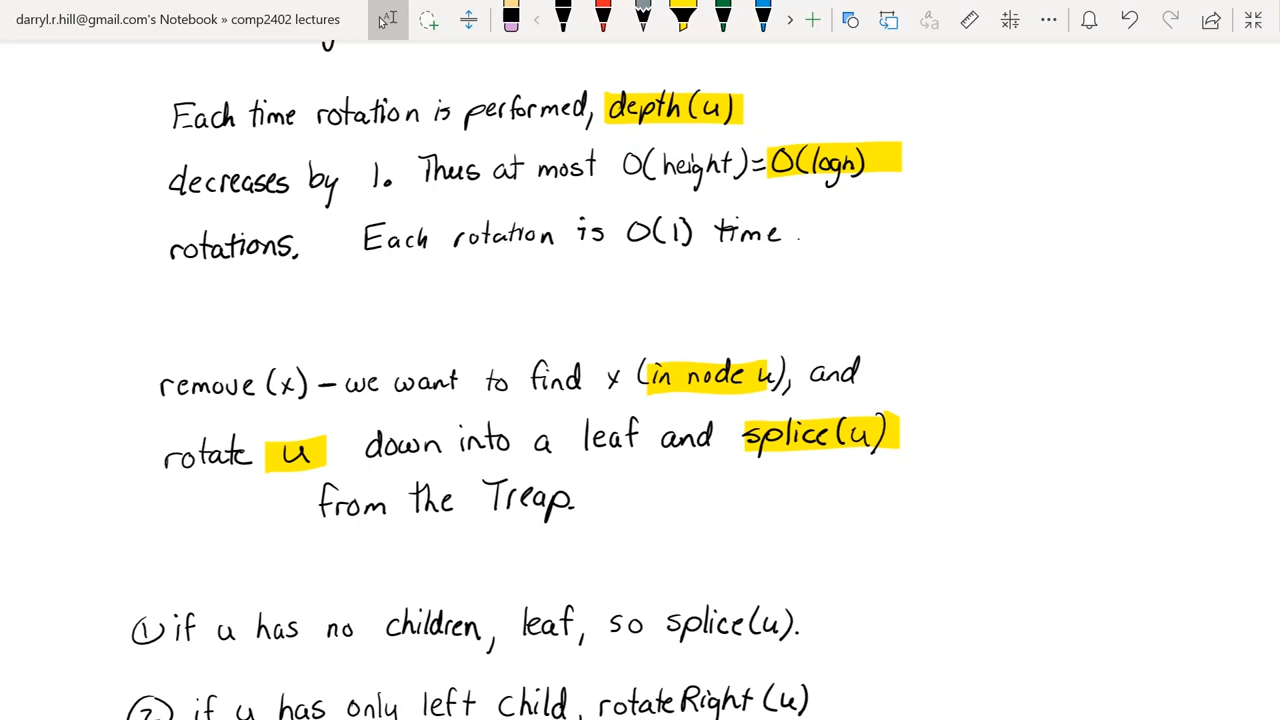 darryl.r.hill@gmail.com's Notebook » comp2402 lectures
Each time rotation is performed, depth(u)
decreases by 1. Thus at most O(height)=O(logn)
rotations. Each rotation is O(1) time.
remove(x) – we want to find x (in node u), and
rotate u down into a leaf and splice(u)
from the Treap.
① if u has no children, leaf, so splice(u).
② if u has only left child, rotateRight(u)